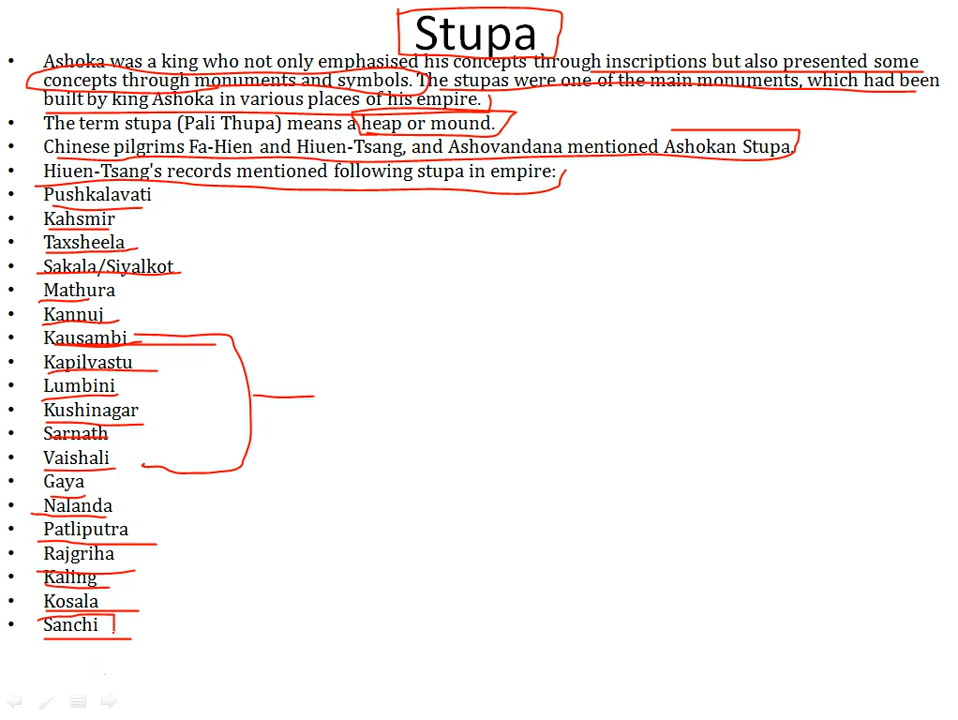 Stupa
• Ashoka was a king who not only emphasised his concepts through inscriptions but also presented some
concepts through monuments and symbols. The stupas were one of the main monuments, which had been
built by king Ashoka in various places of his empire.
• The term stupa (Pali Thupa) means a heap or mound.
• Chinese pilgrims Fa-Hien and Hiuen-Tsang, and Ashovandana mentioned Ashokan Stupa.
• Hiuen-Tsang's records mentioned following stupa in empire:
• Pushkalavati
• Kahsmir
• Taxsheela
• Sakala/Siyalkot
• Mathura
• Kannuj
• Kausambi
• Kapilvastu
• Lumbini
• Kushinagar
• Sarnath
• Vaishali
• Gaya
• Nalanda
• Patliputra
• Rajgriha
• Kaling
• Kosala
• Sanchi